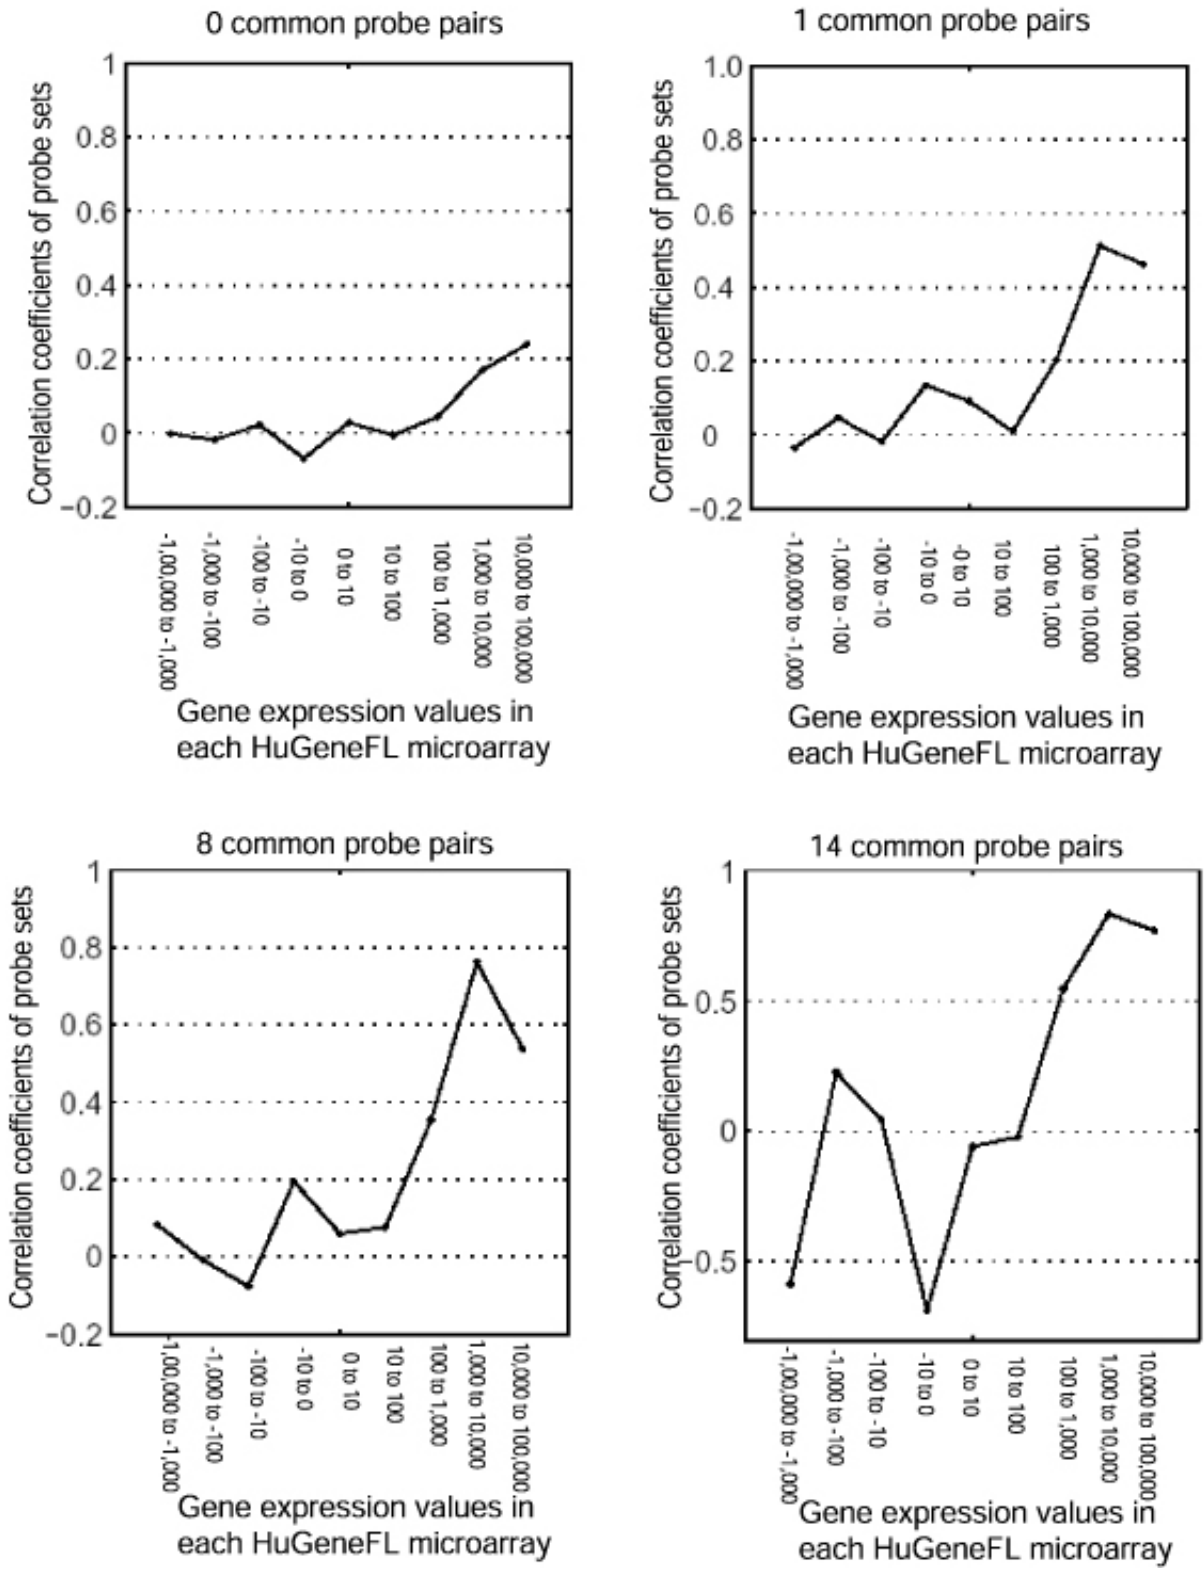 0 common probe pairs
Correlation coefficients of probe sets
1
0.8
0.6
0.4
0.2
0
−0.2
-1,00,000 to -1,000
-1,000 to -100
-100 to -10
-10 to 0
0 to 10
10 to 100
100 to 1,000
1,000 to 10,000
10,000 to 100,000
Gene expression values in
each HuGeneFL microarray
1 common probe pairs
Correlation coefficients of probe sets
1.0
0.8
0.6
0.4
0.2
0
−0.2
-1,00,000 to -1,000
-1,000 to -100
-100 to -10
-10 to 0
-0 to 10
10 to 100
100 to 1,000
1,000 to 10,000
10,000 to 100,000
Gene expression values in
each HuGeneFL microarray
8 common probe pairs
Correlation coefficients of probe sets
1
0.8
0.6
0.4
0.2
0
−0.2
-1,00,000 to -1,000
-1,000 to -100
-100 to -10
-10 to 0
0 to 10
10 to 100
100 to 1,000
1,000 to 10,000
10,000 to 100,000
Gene expression values in
each HuGeneFL microarray
14 common probe pairs
Correlation coefficients of probe sets
1
0.5
0
−0.5
-1,00,000 to -1,000
-1,000 to -100
-100 to -10
-10 to 0
0 to 10
10 to 100
100 to 1,000
1,000 to 10,000
10,000 to 100,000
Gene expression values in
each HuGeneFL microarray